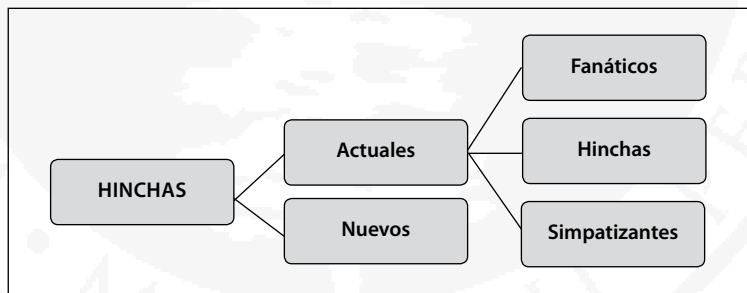 HINCHAS
Actuales
Nuevos
Fanáticos
Hinchas
Simpatizantes